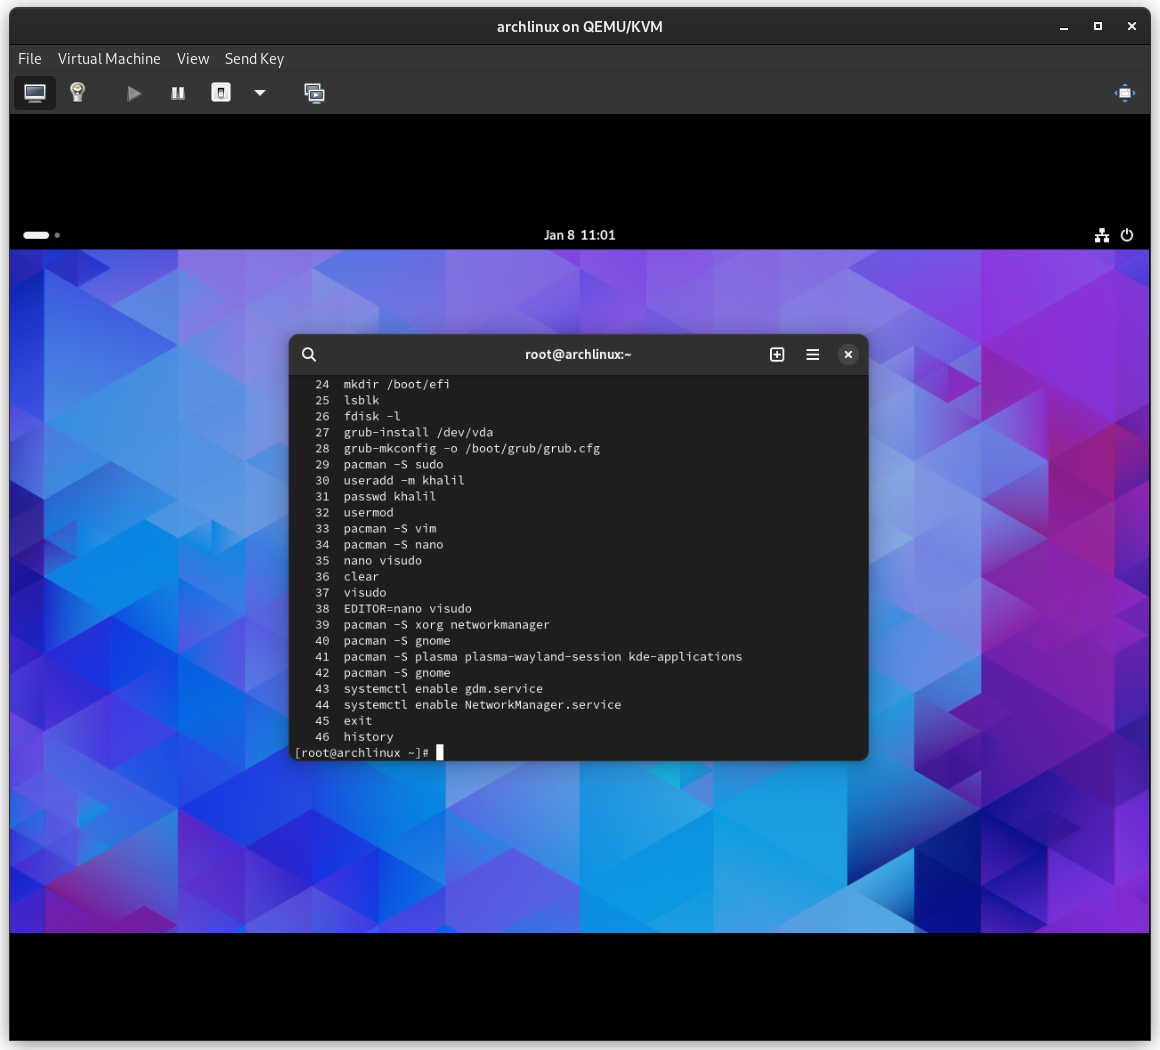 archlinux on QEMU/KVM
File Virtual Machine View Send Key
Jan 8 11:01
root@archlinux:~
24 mkdir /boot/efi
25 lsblk
26 fdisk -l
27 grub-install /dev/vda
28 grub-mkconfig -o /boot/grub/grub.cfg
29 pacman -S sudo
30 useradd -m khalil
31 passwd khalil
32 usermod
33 pacman -S vim
34 pacman -S nano
35 nano visudo
36 clear
37 visudo
38 EDITOR=nano visudo
39 pacman -S xorg networkmanager
40 pacman -S gnome
41 pacman -S plasma plasma-wayland-session kde-applications
42 pacman -S gnome
43 systemctl enable gdm.service
44 systemctl enable NetworkManager.service
45 exit
46 history
[root@archlinux ~]#